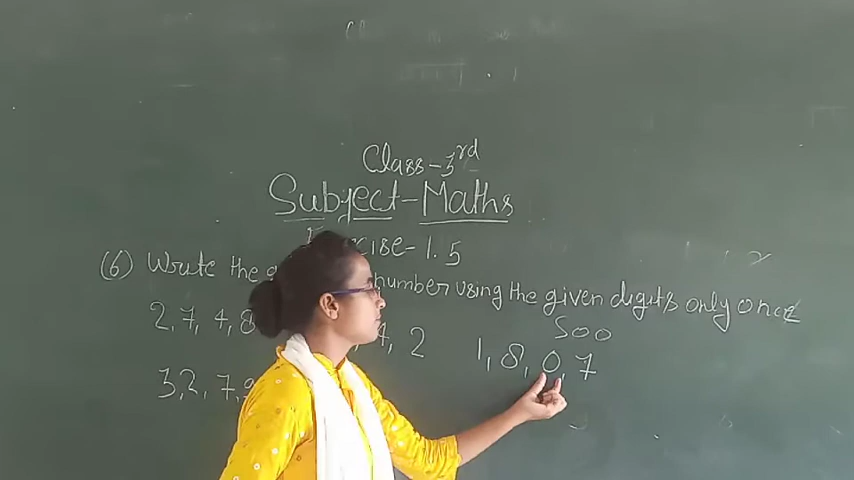 Class-3rd
Subject-Maths
Exercise-1.5
(6) Write the number using the given digits only once
500
2, 7, 4, 8 4, 2 1, 8, 0, 7
3, 2, 7, 9